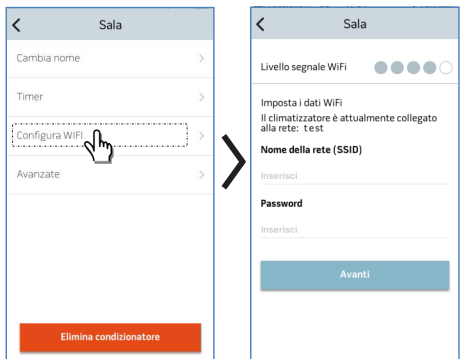 Sala
Cambia nome
Timer
Configura WIFI
Avanzate
Elimina condizionatore
Sala
Livello segnale WiFi
Imposta i dati WiFi
Il climatizzatore è attualmente collegato
alla rete: test
Nome della rete (SSID)
Inserisci
Password
Inserisci
Avanti